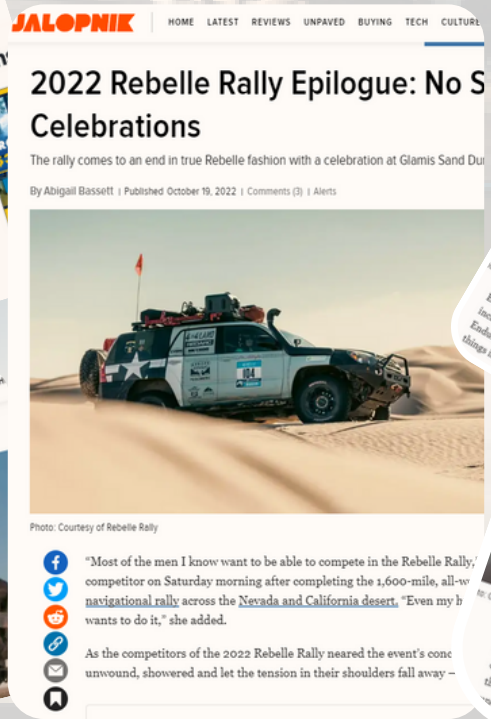 JALOPNIK
HOME LATEST REVIEWS UNPAVED BUYING TECH CULTURE
2022 Rebelle Rally Epilogue: No S
Celebrations
The rally comes to an end in true Rebelle fashion with a celebration at Glamis Sand Du
By Abigail Bassett | Published October 19, 2022 | Comments (3) | Alerts
184
Photo: Courtesy of Rebelle Rally
“Most of the men I know want to be able to compete in the Rebelle Rally,”
competitor on Saturday morning after completing the 1,600-mile, all-w
navigational rally across the Nevada and California desert. “Even my h
wants to do it,” she added.
As the competitors of the 2022 Rebelle Rally neared the event’s conc
unwound, showered and let the tension in their shoulders fall away –
inc
Endu
things